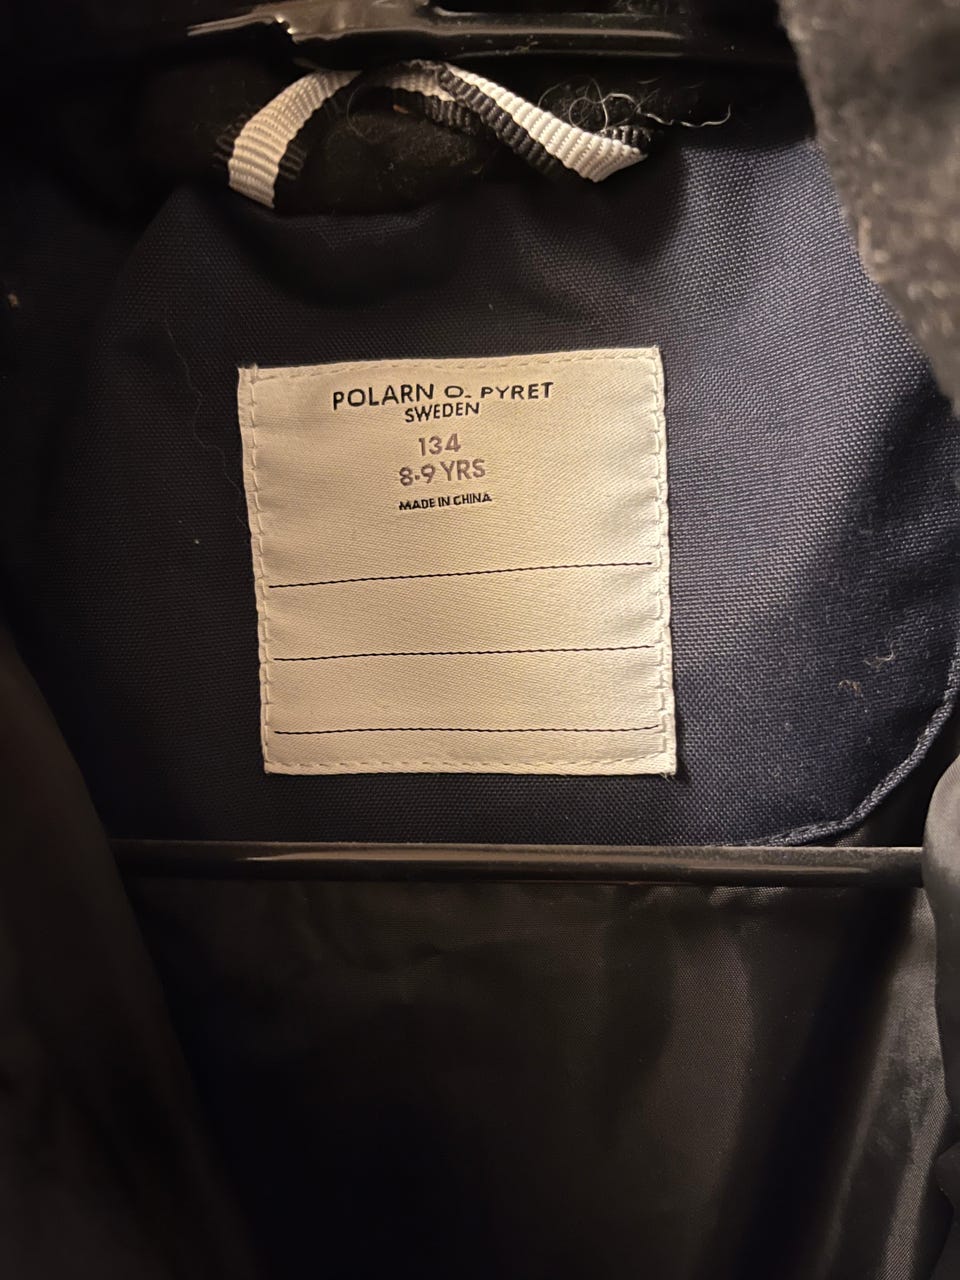 POLARN O. PYRET
SWEDEN
134
8-9 YRS
MADE IN CHINA